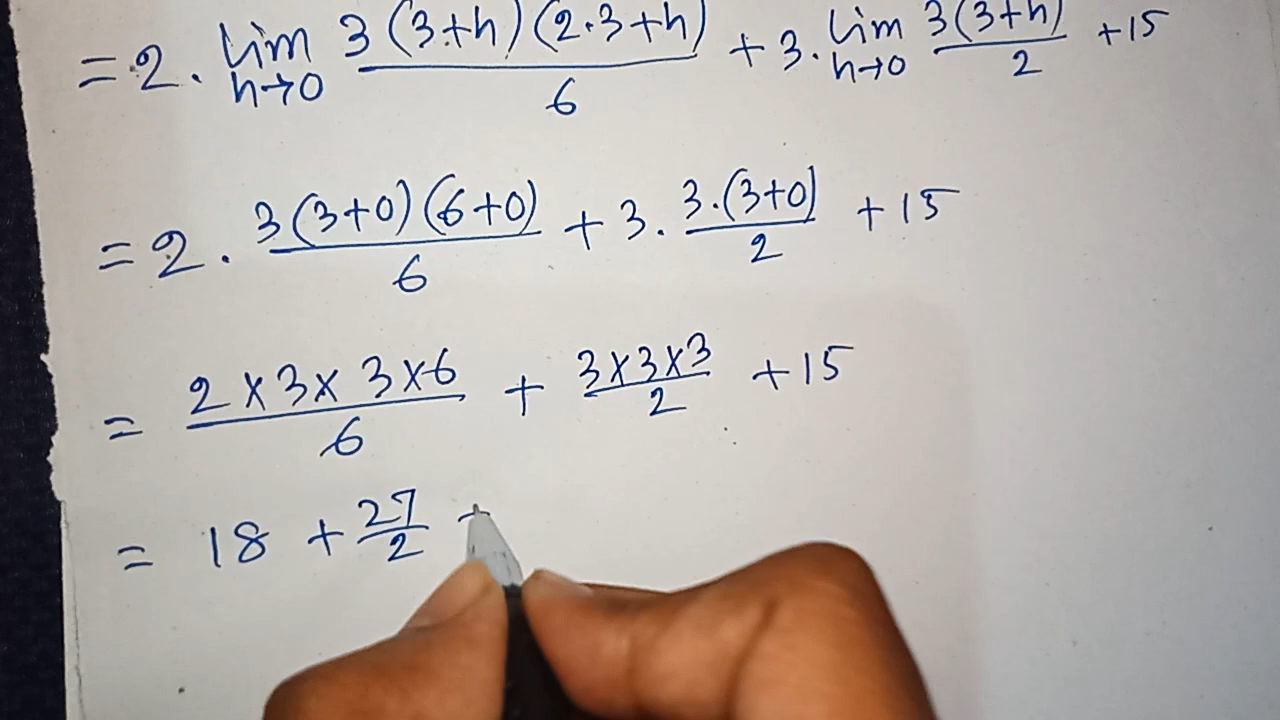 = 2. lim h→0 3(3+h)(2.3+h)/6 + 3. lim h→0 3(3+h)/2 +15
= 2. 3(3+0)(6+0)/6 + 3. 3.(3+0)/2 +15
= 2×3×3×6/6 + 3×3×3/2 +15
= 18 + 27/2 +